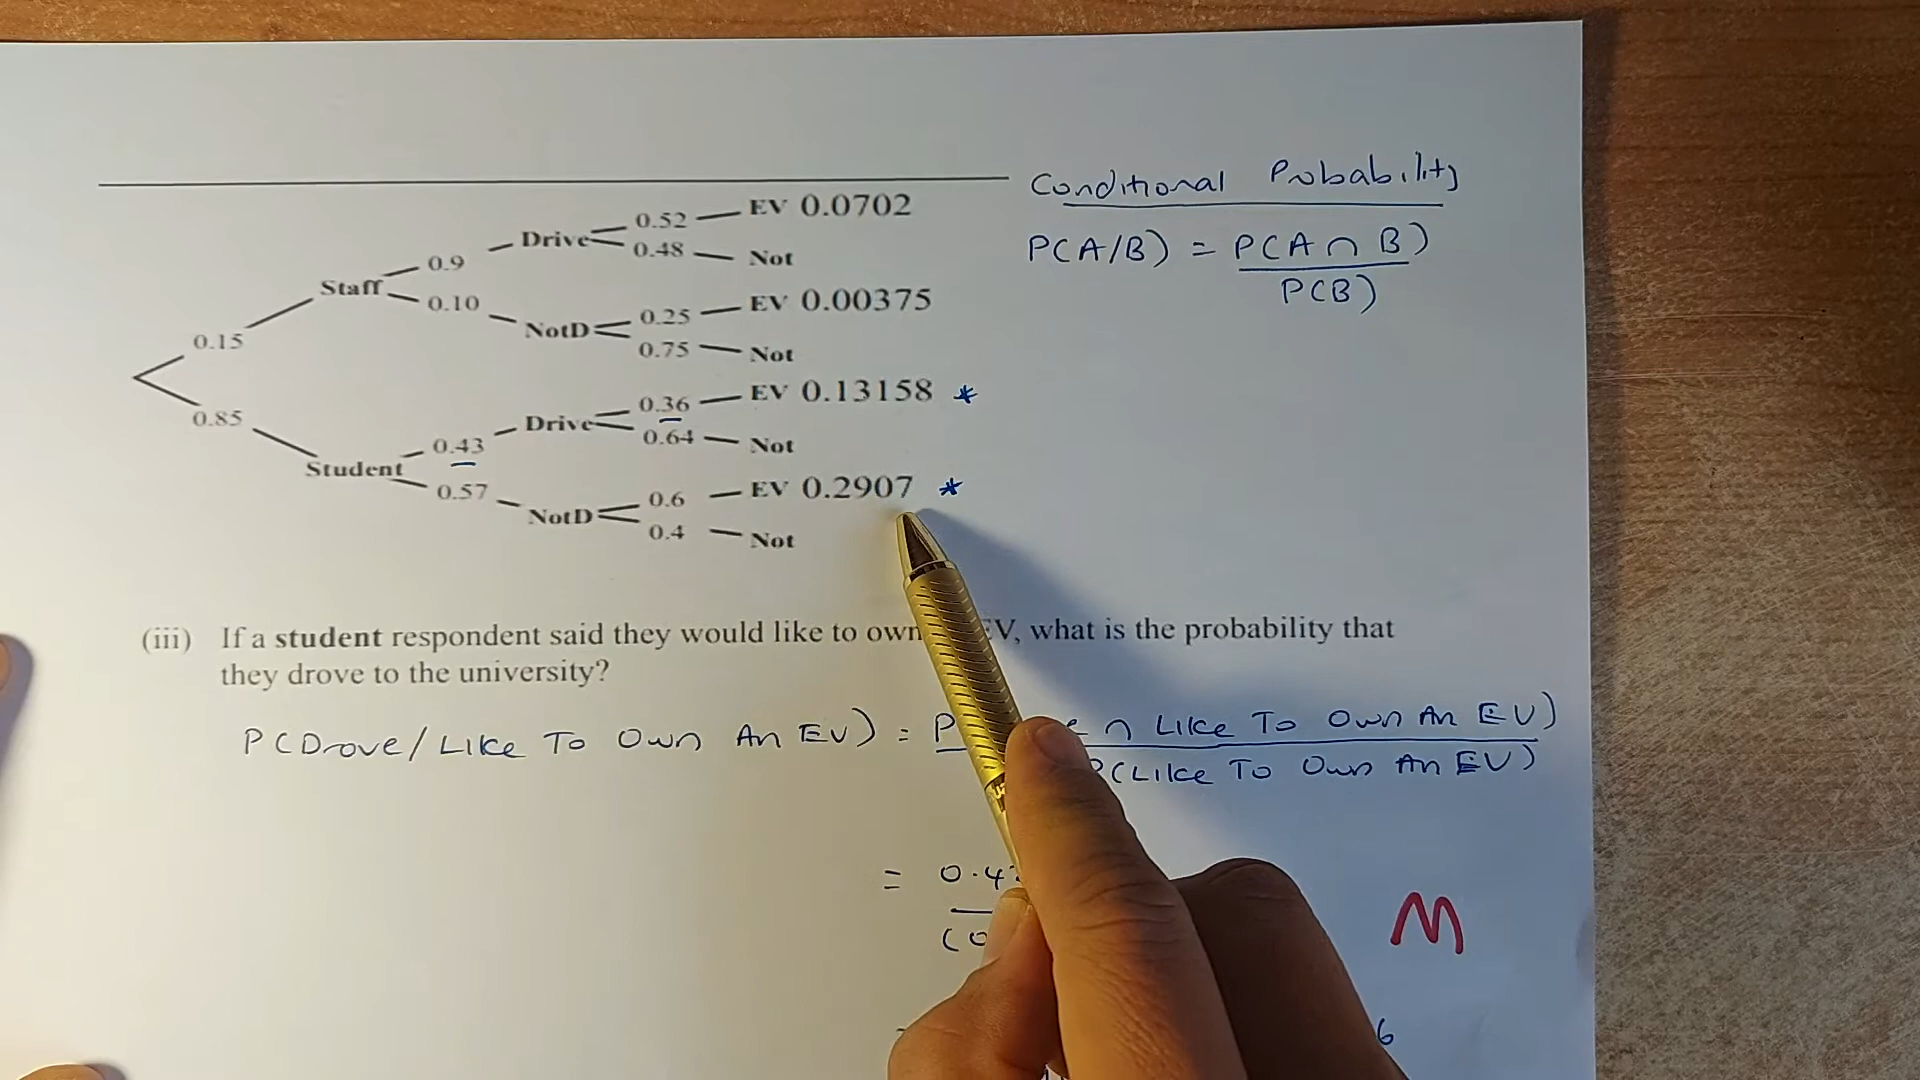 Conditional Probability
P(A/B) = P(A ∩ B)
P(B)
0.52 EV 0.0702
Drive
0.48 Not
0.9
Staff
0.10
0.25 EV 0.00375
NotD
0.75 Not
0.15
0.36 EV 0.13158 *
Drive
0.64 Not
0.85
0.43
Student
0.57
0.6 EV 0.2907 *
NotD
0.4 Not
(iii) If a student respondent said they would like to own EV, what is the probability that
they drove to the university?
P(Drove/Like To Own An EV) = P ∩ Like To Own An EV)
P(Like To Own An EV)
= 0.4
(0
M
6